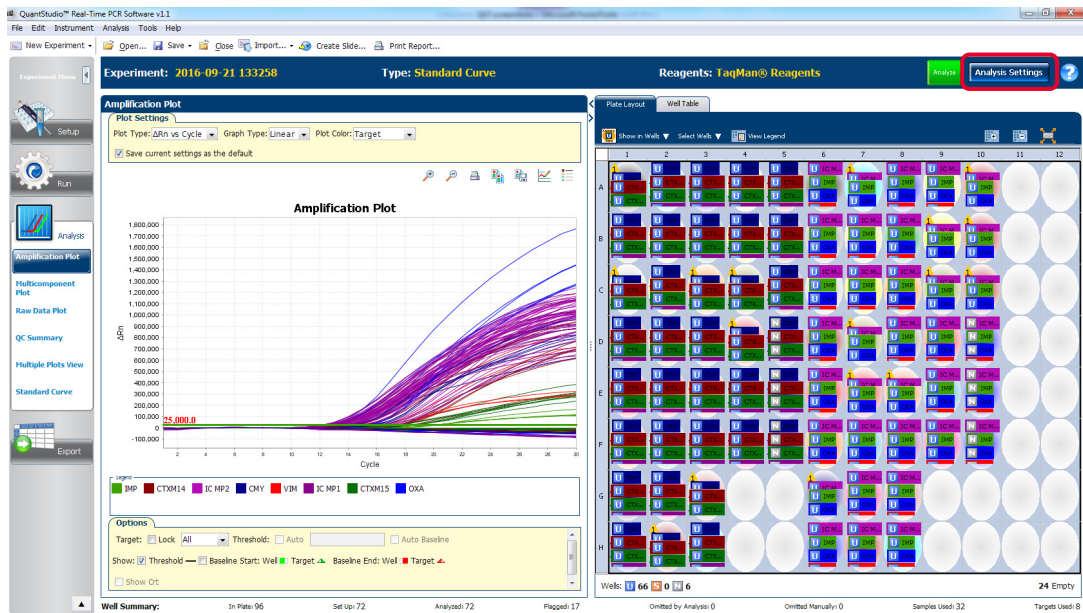 QuantStudio™ Real-Time PCR Software v1.1
File Edit Instrument Analysis Tools Help
New Experiment Open... Save Close Import... Create Slide... Print Report...
Experiment Menu
Experiment: 2016-09-21 133258 Type: Standard Curve Reagents: TaqMan® Reagents Analyze Analysis Settings ?
Setup
Run
Analysis
Amplification Plot
Multicomponent
Plot
Raw Data Plot
QC Summary
Multiple Plots View
Standard Curve
Export
Amplification Plot
Plot Settings
Plot Type: ΔRn vs Cycle Graph Type: Linear Plot Color: Target
Save current settings as the default
Amplification Plot
1,800,000
1,700,000
1,600,000
1,500,000
1,400,000
1,300,000
1,200,000
1,100,000
1,000,000
900,000
800,000
700,000
600,000
500,000
400,000
300,000
200,000
100,000
0
-100,000
ΔRn
25,000.0
2 4 6 8 10 12 14 16 18 20 22 24 26 28 30
Cycle
Legend
IMP CTXM14 IC MP2 CMY VIM IC MP1 CTXM15 OXA
Options
Target: Lock All Threshold: Auto Auto Baseline
Show: Threshold Baseline Start: Well Target Baseline End: Well Target
Show Crt
Plate Layout Well Table
Show in Wells Select Wells View Legend
1 2 3 4 5 6 7 8 9 10 11 12
A
B
C
D
E
F
G
H
Wells: U 66 S 0 N 6 24 Empty
Well Summary: In Plate: 96 Set Up: 72 Analyzed: 72 Flagged: 17 Omitted by Analysis: 0 Omitted Manually: 0 Samples Used: 32 Targets Used: 8